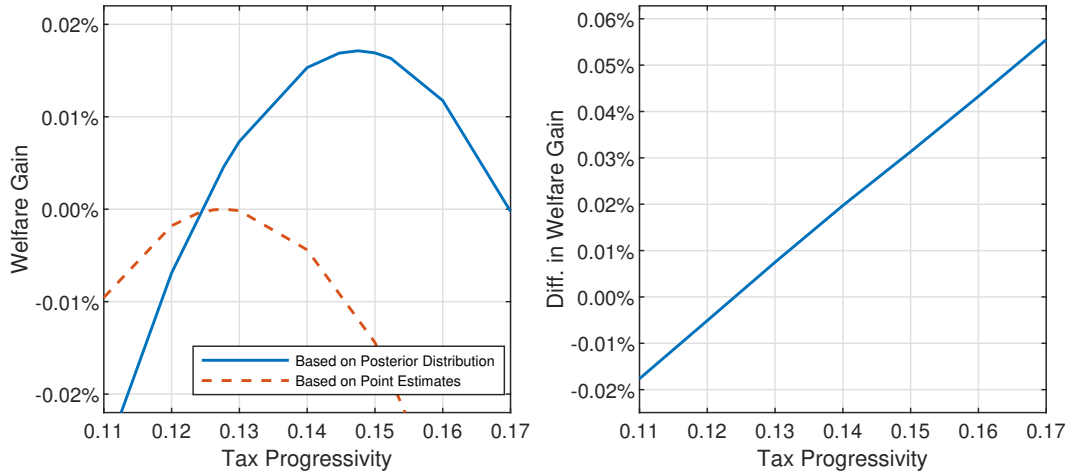 0.02%
0.01%
0.00%
-0.01%
-0.02%
Welfare Gain
Based on Posterior Distribution
Based on Point Estimates
0.11 0.12 0.13 0.14 0.15 0.16 0.17
Tax Progressivity
0.06%
0.05%
0.04%
0.03%
0.02%
0.01%
0.00%
-0.01%
-0.02%
Diff. in Welfare Gain
0.11 0.12 0.13 0.14 0.15 0.16 0.17
Tax Progressivity